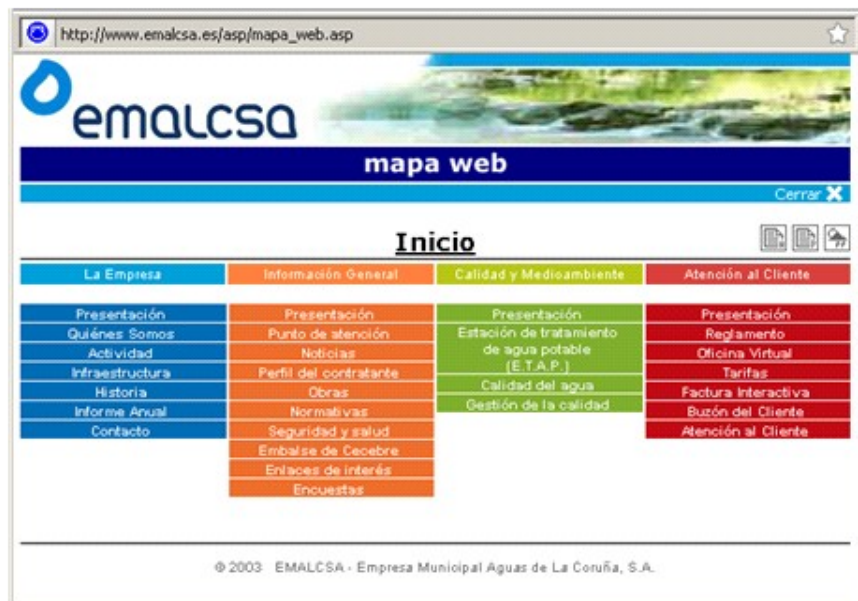 http://www.emalcsa.es/asp/mapa_web.asp
emalcsa
mapa web
Cerrar
Inicio
La Empresa
Presentación
Quiénes Somos
Actividad
Infraestructura
Historia
Informe Anual
Contacto
Información General
Presentación
Punto de atención
Noticias
Perfil del contratante
Obras
Normativas
Seguridad y salud
Embalse de Cecebre
Enlaces de interés
Encuestas
Calidad y Medioambiente
Presentación
Estación de tratamiento
de agua potable
(E.T.A.P.)
Calidad del agua
Gestión de la calidad
Atención al Cliente
Presentación
Reglamento
Oficina Virtual
Tarifas
Factura Interactiva
Buzón del Cliente
Atención al Cliente
© 2003 EMALCSA - Empresa Municipal Aguas de La Coruña, S.A.